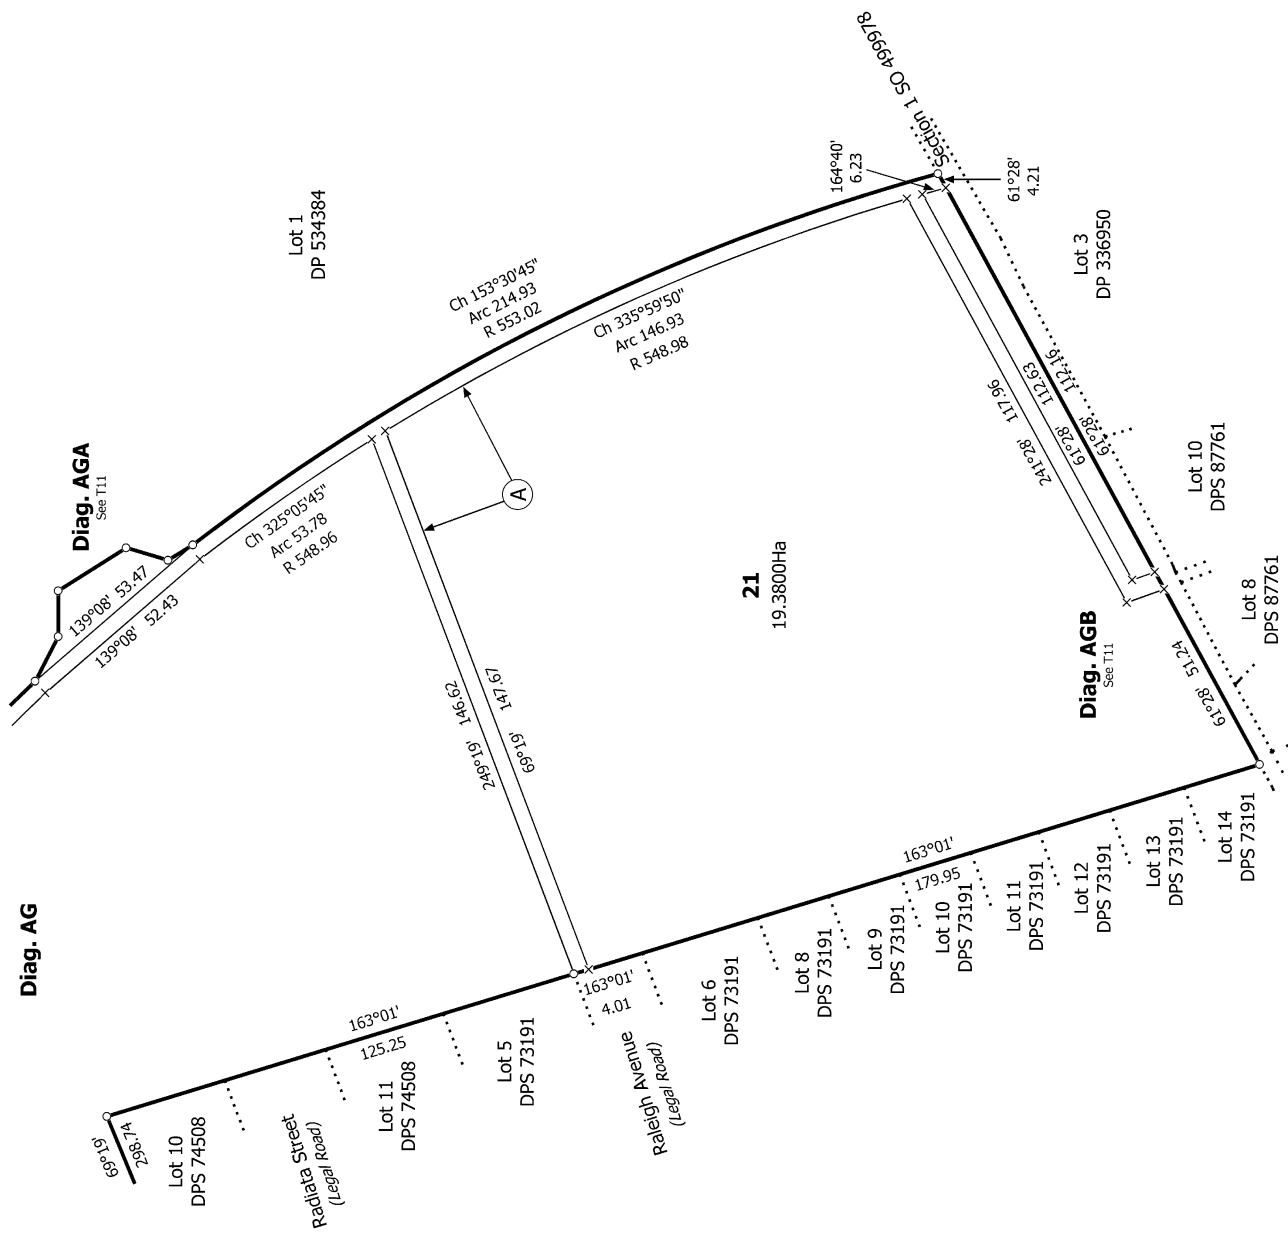 Section 1 SO 499978
164°40'
6.23
61°28'
4.21
Lot 1
DP 534384
Lot 3
DP 336950
Ch 153°30'45"
Arc 214.93
R 553.02
Ch 335°59'50"
Arc 146.93
R 548.98
Diag. AGA
See T11
139°08' 53.47
139°08' 52.43
Ch 325°05'45"
Arc 53.78
R 548.96
A
117.96
241°28'
112.63
61°28'
112.16
61°28'
Lot 10
DPS 87761
Lot 8
DPS 87761
21
19.3800Ha
Diag. AGB
See T11
61°28' 51.24
249°19' 146.62
69°19' 147.67
Diag. AG
163°01'
179.95
163°01'
4.01
163°01'
125.25
Lot 14
DPS 73191
Lot 13
DPS 73191
Lot 12
DPS 73191
Lot 11
DPS 73191
Lot 10
DPS 73191
Lot 9
DPS 73191
Lot 8
DPS 73191
Lot 6
DPS 73191
Raleigh Avenue
(Legal Road)
Lot 5
DPS 73191
Lot 11
DPS 74508
Radiata Street
(Legal Road)
Lot 10
DPS 74508
69°19'
298.74